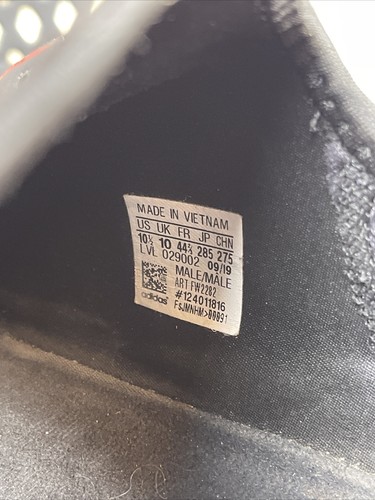 MADE IN VIETNAM
US UK FR JP CHN
10½ 10 44⅔ 285 275
LVL 029002 09/19
MALE/MÂLE
ART FW2282
#124011816
adidas